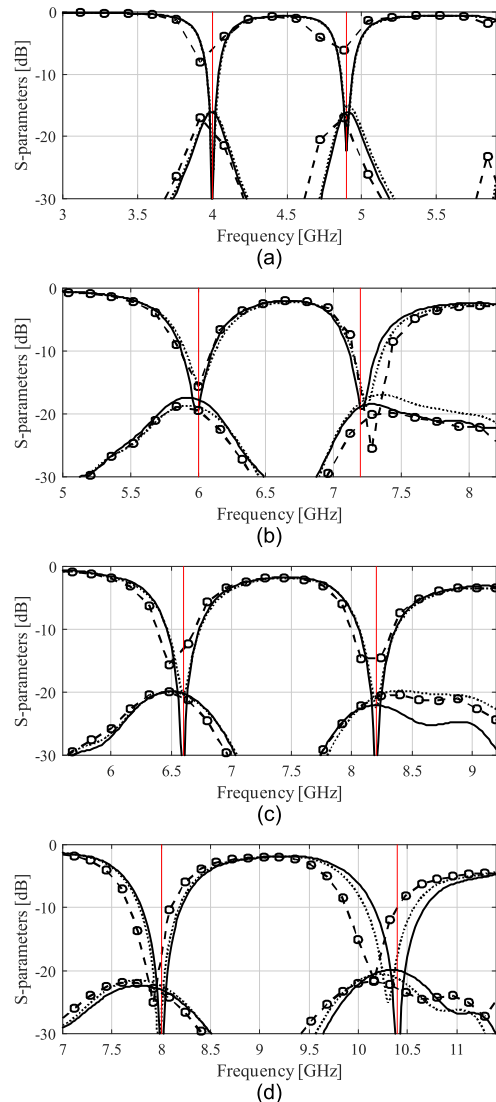 0
-10
-20
-30
S-parameters [dB]
3 3.5 4 4.5 5 5.5
Frequency [GHz]
(a)
0
-10
-20
-30
S-parameters [dB]
5 5.5 6 6.5 7 7.5 8
Frequency [GHz]
(b)
0
-10
-20
-30
S-parameters [dB]
6 6.5 7 7.5 8 8.5 9
Frequency [GHz]
(c)
0
-10
-20
-30
S-parameters [dB]
7 7.5 8 8.5 9 9.5 10 10.5 11
Frequency [GHz]
(d)